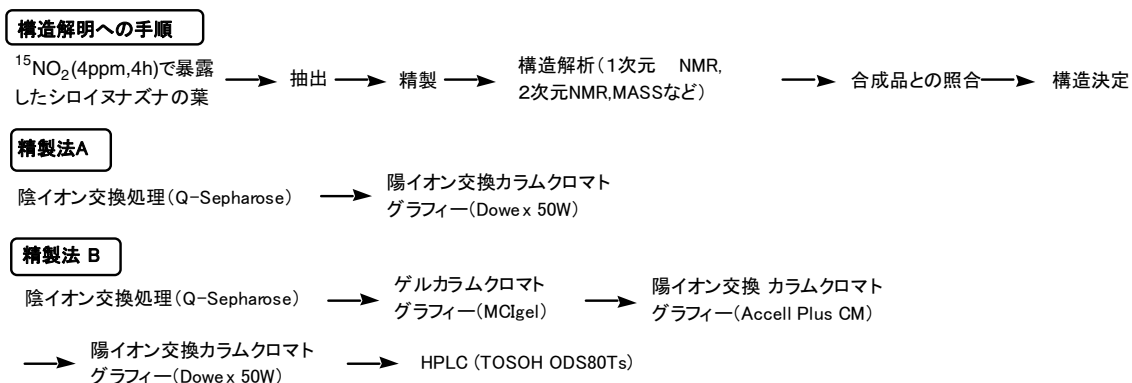 構造解明への手順
15NO2(4ppm,4h)で暴露
したシロイヌナズナの葉
抽出
精製
構造解析(1次元 NMR,
2次元NMR,MASSなど)
合成品との照合
構造決定
精製法A
陰イオン交換処理(Q-Sepharose)
陽イオン交換カラムクロマト
グラフィー(Dowex 50W)
精製法 B
陰イオン交換処理(Q-Sepharose)
ゲルカラムクロマト
グラフィー(MCIgel)
陽イオン交換 カラムクロマト
グラフィー(Accell Plus CM)
陽イオン交換カラムクロマト
グラフィー(Dowex 50W)
HPLC (TOSOH ODS80Ts)